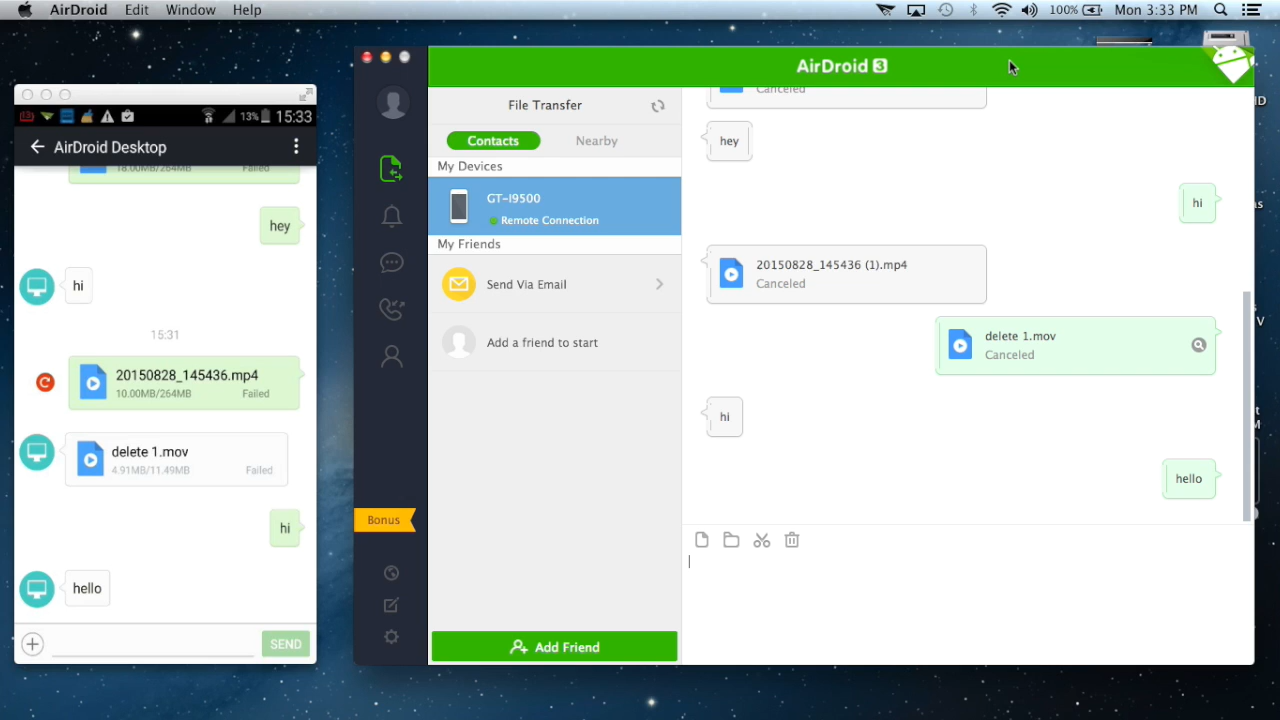 AirDroid Edit Window Help
100% Mon 3:33 PM
13% 15:33
AirDroid Desktop
18.00MB/264MB Failed
hey
hi
15:31
20150828_145436.mp4
10.00MB/264MB Failed
delete 1.mov
4.91MB/11.49MB Failed
hi
hello
SEND
Bonus
AirDroid 3
File Transfer
Contacts Nearby
My Devices
GT-I9500
Remote Connection
My Friends
Send Via Email
Add a friend to start
Add Friend
Canceled
hey
hi
20150828_145436 (1).mp4
Canceled
delete 1.mov
Canceled
hi
hello